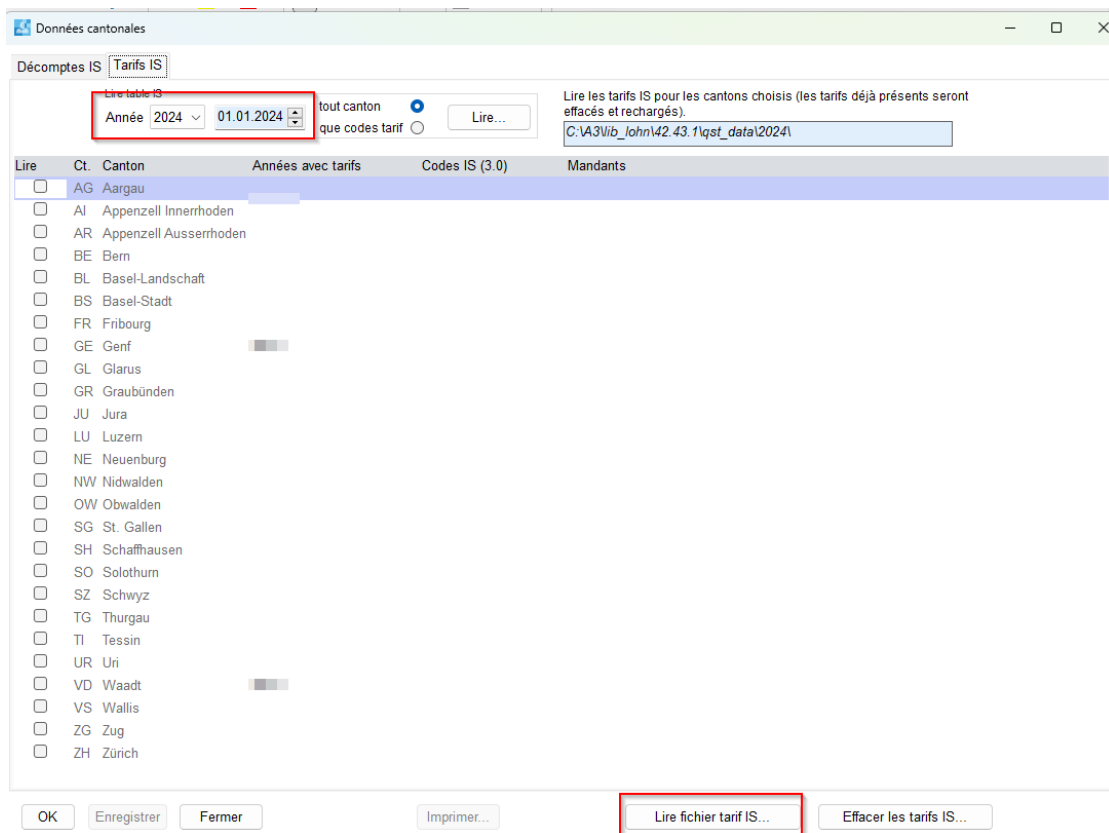 Données cantonales
Décomptes IS Tarifs IS
Lire table IS
Année 2024 01.01.2024
tout canton
que codes tarif
Lire...
Lire les tarifs IS pour les cantons choisis (les tarifs déjà présents seront
effacés et rechargés).
C:\A3\lib_lohn\42.43.1\qst_data\2024\
Lire Ct. Canton Années avec tarifs Codes IS (3.0) Mandants
AG Aargau
AI Appenzell Innerrhoden
AR Appenzell Ausserrhoden
BE Bern
BL Basel-Landschaft
BS Basel-Stadt
FR Fribourg
GE Genf
GL Glarus
GR Graubünden
JU Jura
LU Luzern
NE Neuenburg
NW Nidwalden
OW Obwalden
SG St. Gallen
SH Schaffhausen
SO Solothurn
SZ Schwyz
TG Thurgau
TI Tessin
UR Uri
VD Waadt
VS Wallis
ZG Zug
ZH Zürich
OK Enregistrer Fermer Imprimer... Lire fichier tarif IS... Effacer les tarifs IS...